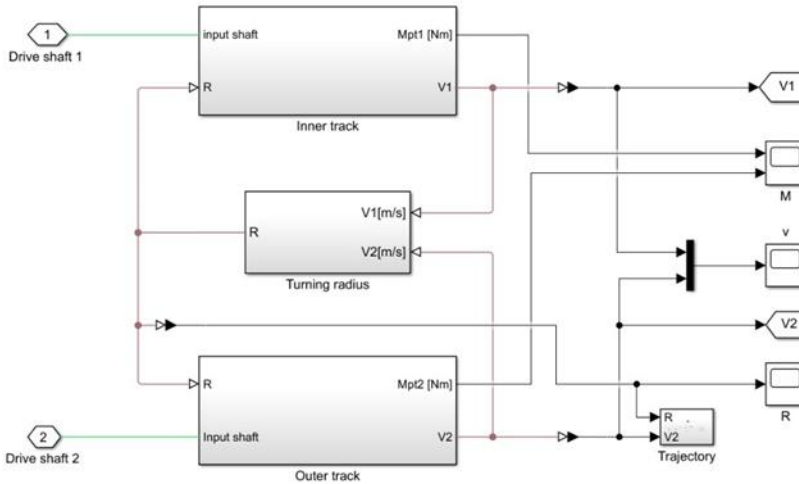 1
Drive shaft 1
input shaft
Mpt1 [Nm]
R
V1
Inner track
V1
M
V1[m/s]
R
V2[m/s]
Turning radius
v
V2
R
Mpt2 [Nm]
R
2
Drive shaft 2
Input shaft
V2
Outer track
R
V2
Trajectory